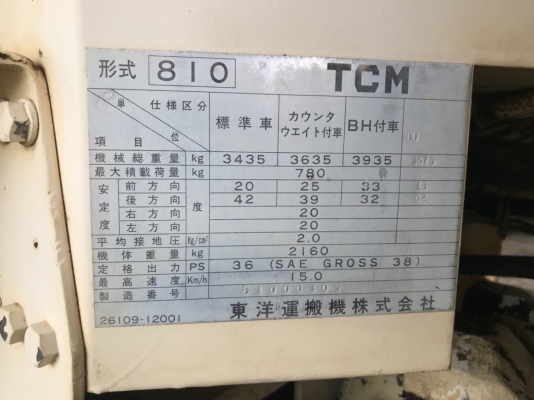 形式 810 TCM
単位 仕様区分 項目 標準車 カウンタウエイト付車 BH付車
機械総重量 kg 3435 3635 3935
最大積載荷量 kg 780
安定度 前方向 度 20 25 33
後方向 42 39 32
右方向 20
左方向 20
平均接地圧 kg/cm² 2.0
機体重量 kg 2160
定格出力 PS 36 (SAE GROSS 38)
最高速度 Km/h 15.0
製造番号
26109-12001 東洋運搬機株式会社